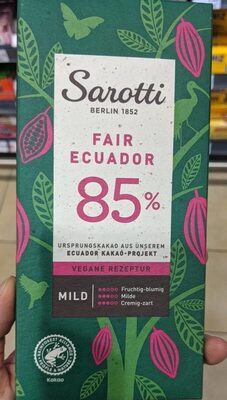 Sarotti
BERLIN 1852
FAIR
ECUADOR
85%
URSPRUNGSKAKAO AUS UNSEREM
ECUADOR KAKAO-PROJEKT
VEGANE REZEPTUR
MILD
Fruchtig-blumig
Milde
Cremig-zart
Kakao